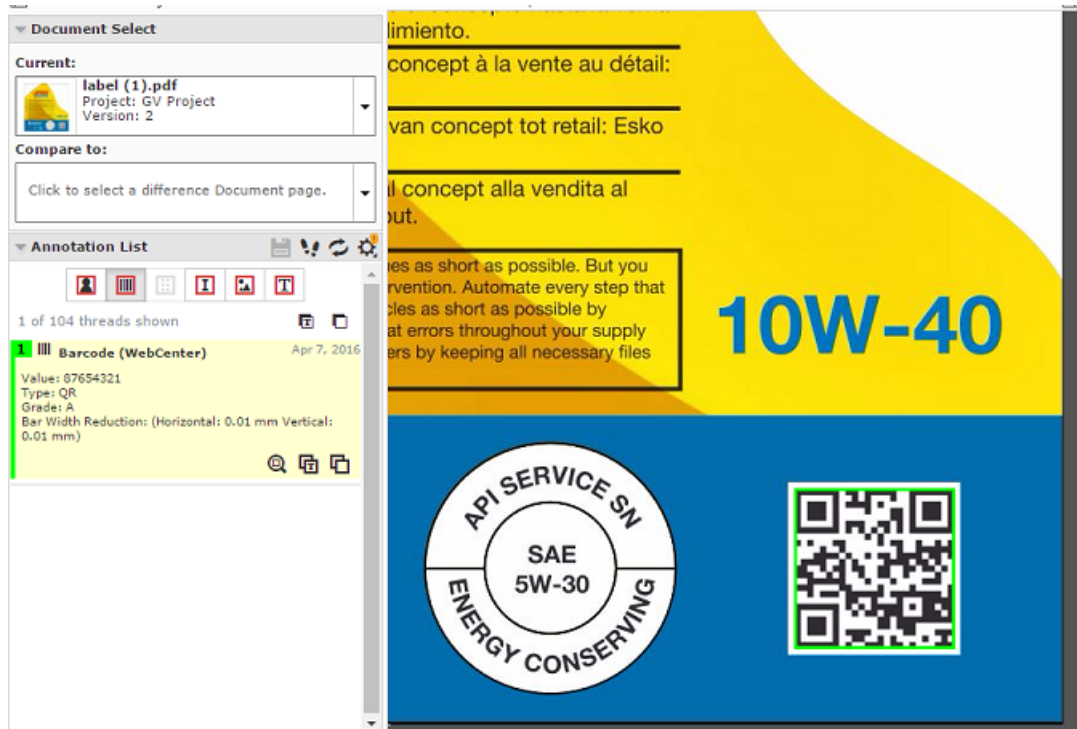 Document Select
Current:
label (1).pdf
Project: GV Project
Version: 2
Compare to:
Click to select a difference Document page.
Annotation List
1 of 104 threads shown
1 Barcode (WebCenter) Apr 7, 2016
Value: 87654321
Type: QR
Grade: A
Bar Width Reduction: (Horizontal: 0.01 mm Vertical:
0.01 mm)
limiento.
concept à la vente au détail:
van concept tot retail: Esko
l concept alla vendita al
out.
es as short as possible. But you
rvention. Automate every step that
cles as short as possible by
at errors throughout your supply
ers by keeping all necessary files
10W-40
API SERVICE SN
SAE
5W-30
ENERGY CONSERVING